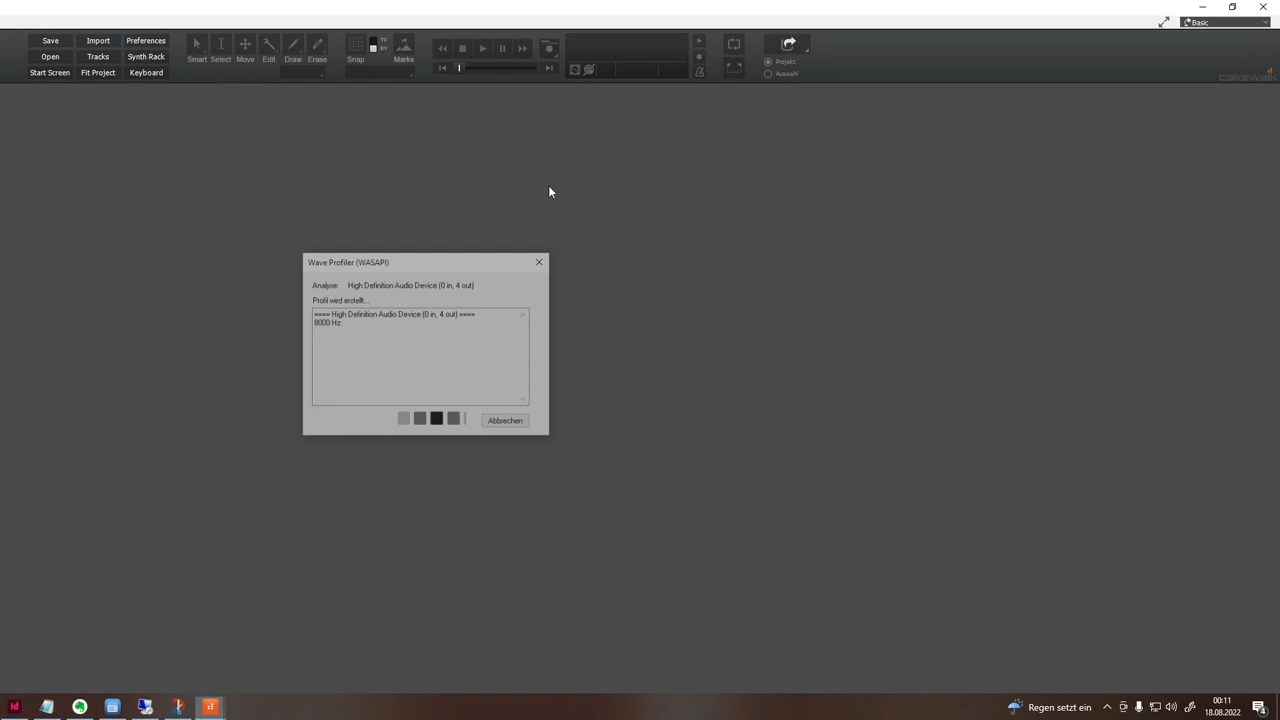 Basic
Save Import Preferences
Open Tracks Synth Rack
Start Screen Fit Project Keyboard
Smart Select Move Edit Draw Erase
Snap Marks
Projekt
Auswahl
cakewalk
Wave Profiler (WASAPI)
Analyse: High Definition Audio Device (0 in, 4 out)
Profil wird erstellt...
==== High Definition Audio Device (0 in, 4 out) ====
8000 Hz:
Abbrechen
Id
Regen setzt ein
00:11
18.08.2022
4